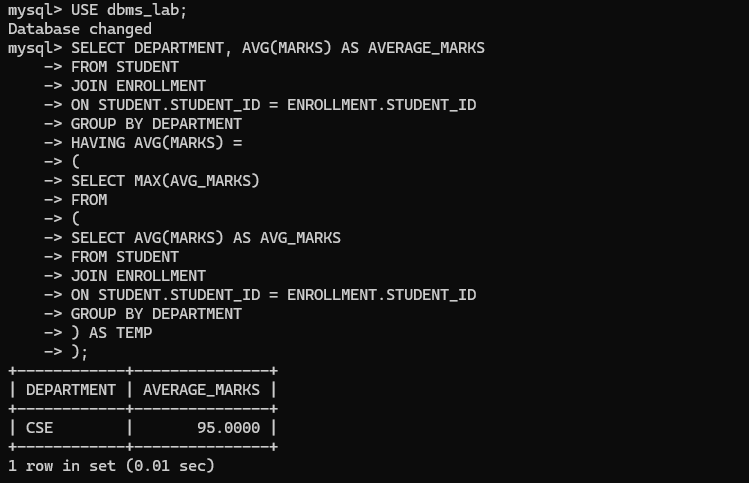 mysql> USE dbms_lab;
Database changed
mysql> SELECT DEPARTMENT, AVG(MARKS) AS AVERAGE_MARKS
    -> FROM STUDENT
    -> JOIN ENROLLMENT
    -> ON STUDENT.STUDENT_ID = ENROLLMENT.STUDENT_ID
    -> GROUP BY DEPARTMENT
    -> HAVING AVG(MARKS) =
    -> (
    -> SELECT MAX(AVG_MARKS)
    -> FROM
    -> (
    -> SELECT AVG(MARKS) AS AVG_MARKS
    -> FROM STUDENT
    -> JOIN ENROLLMENT
    -> ON STUDENT.STUDENT_ID = ENROLLMENT.STUDENT_ID
    -> GROUP BY DEPARTMENT
    -> ) AS TEMP
    -> );
+------------+---------------+
| DEPARTMENT | AVERAGE_MARKS |
+------------+---------------+
| CSE        |       95.0000 |
+------------+---------------+
1 row in set (0.01 sec)